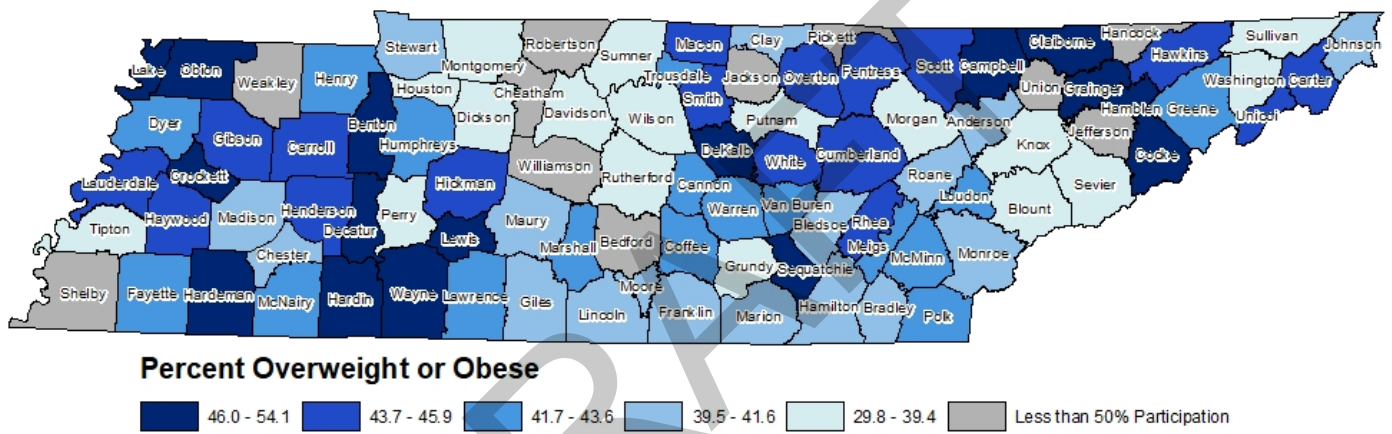 Stewart
Montgomery
Robertson
Sumner
Macon
Clay
Pickett
Scott
Campbell
Claiborne
Hancock
Hawkins
Sullivan
Johnson
Lake
Obion
Weakley
Henry
Houston
Cheatham
Trousdale
Smith
Jackson
Overton
Fentress
Union
Grainger
Hamblen
Greene
Washington
Carter
Unicoi
Dyer
Gibson
Carroll
Benton
Humphreys
Dickson
Davidson
Wilson
Putnam
Morgan
Anderson
Knox
Jefferson
Cocke
Lauderdale
Crockett
Haywood
Madison
Henderson
Decatur
Perry
Hickman
Williamson
Rutherford
Cannon
DeKalb
White
Cumberland
Roane
Loudon
Blount
Sevier
Tipton
Chester
Lewis
Maury
Marshall
Bedford
Coffee
Warren
Van Buren
Bledsoe
Rhea
Meigs
McMinn
Monroe
Shelby
Fayette
Hardeman
McNairy
Hardin
Wayne
Lawrence
Giles
Lincoln
Moore
Franklin
Grundy
Sequatchie
Marion
Hamilton
Bradley
Polk
DRAFT
Percent Overweight or Obese
46.0 - 54.1 43.7 - 45.9 41.7 - 43.6 39.5 - 41.6 29.8 - 39.4 Less than 50% Participation